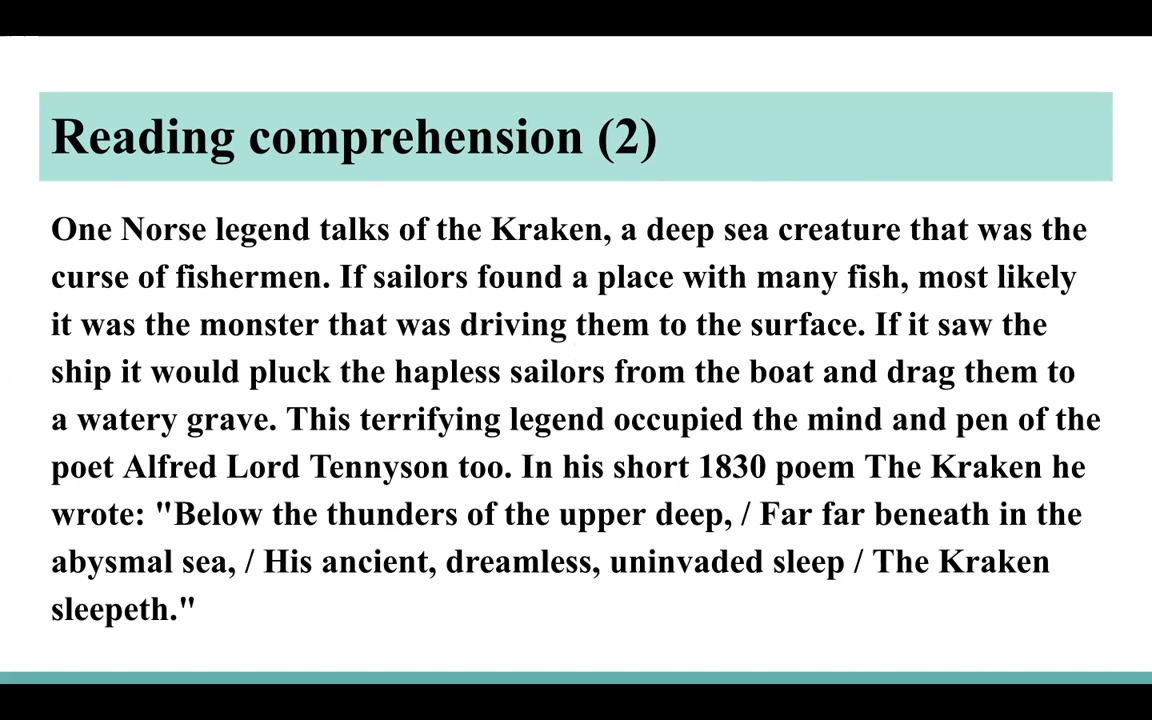 Reading comprehension (2)
One Norse legend talks of the Kraken, a deep sea creature that was the
curse of fishermen. If sailors found a place with many fish, most likely
it was the monster that was driving them to the surface. If it saw the
ship it would pluck the hapless sailors from the boat and drag them to
a watery grave. This terrifying legend occupied the mind and pen of the
poet Alfred Lord Tennyson too. In his short 1830 poem The Kraken he
wrote: "Below the thunders of the upper deep, / Far far beneath in the
abysmal sea, / His ancient, dreamless, uninvaded sleep / The Kraken
sleepeth."